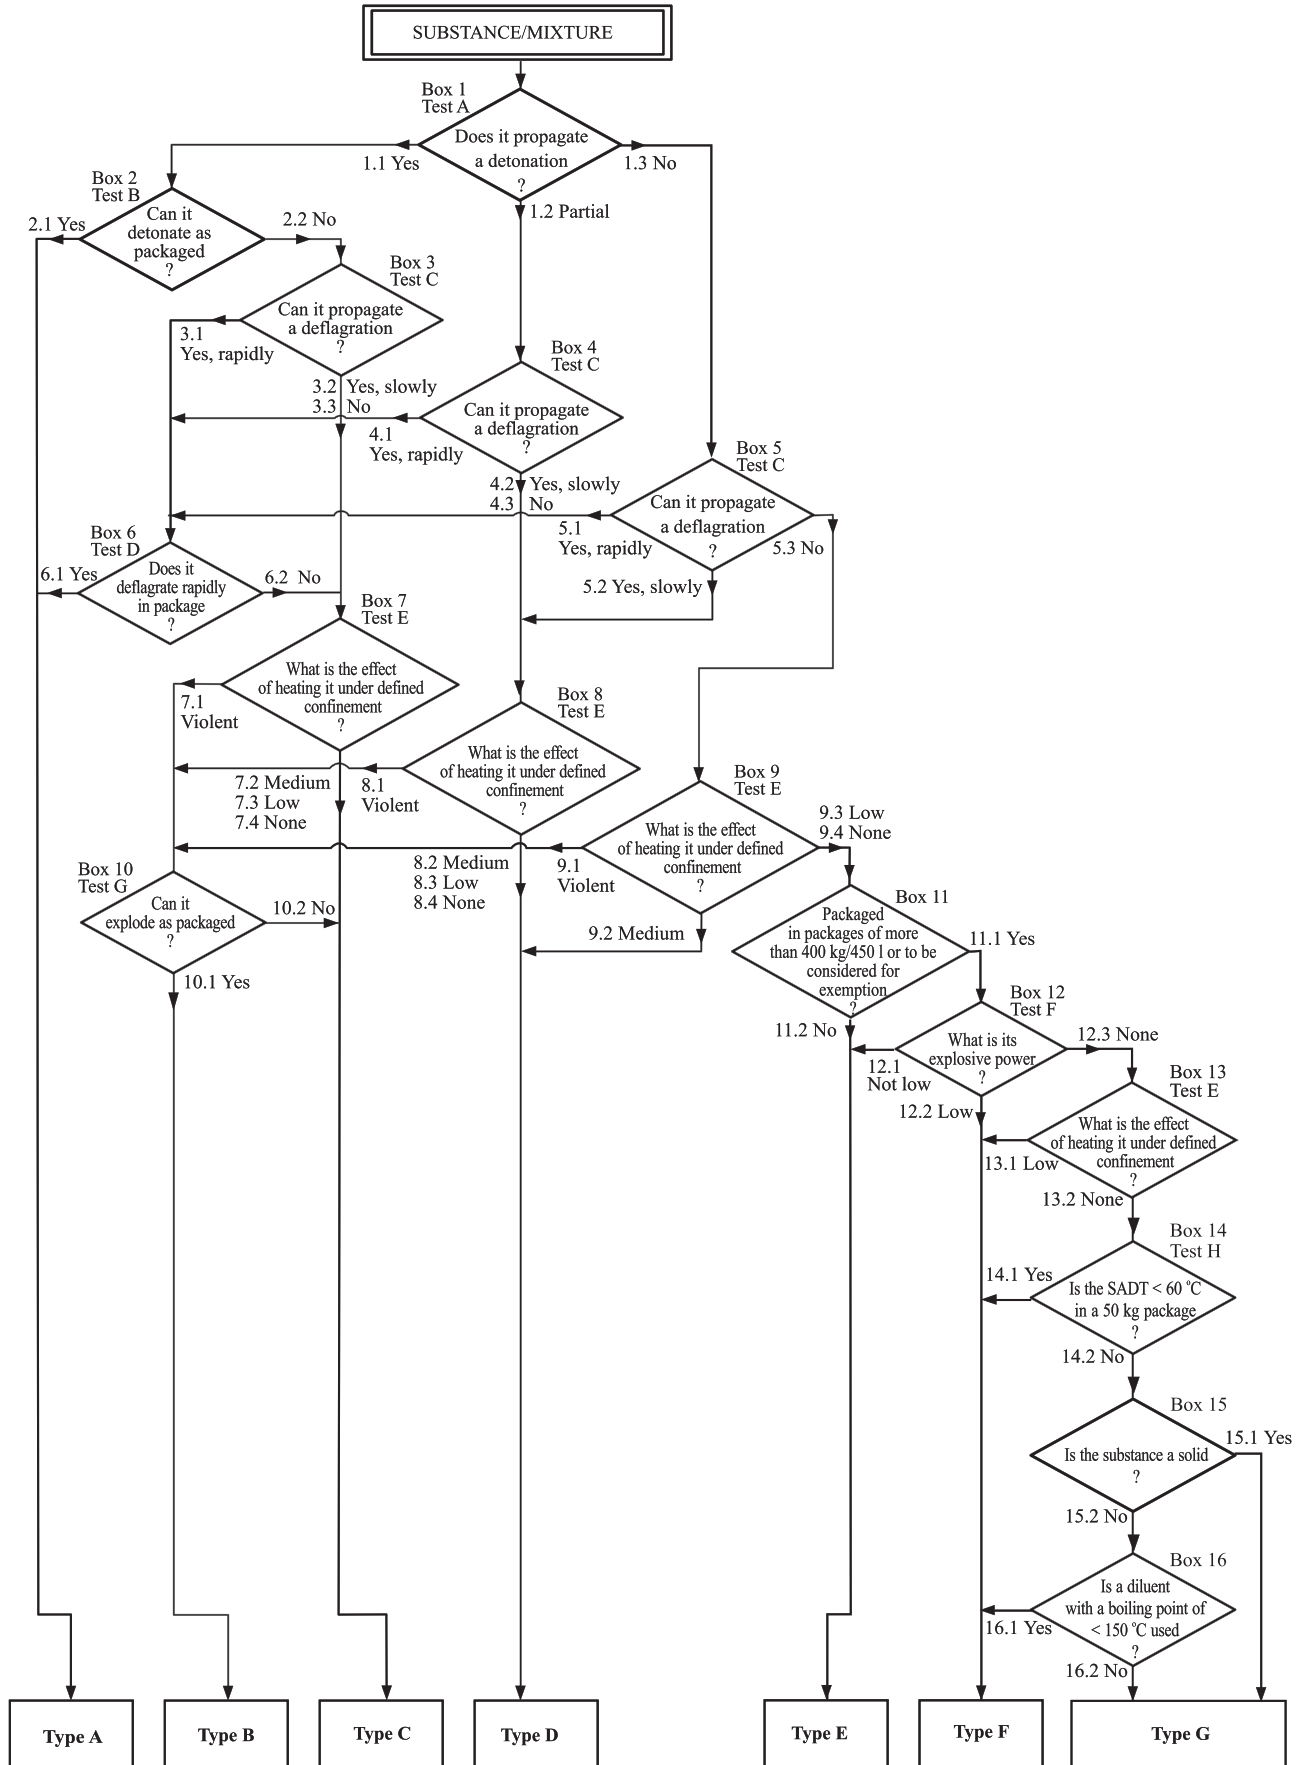 SUBSTANCE/MIXTURE
Box 1
Test A
Does it propagate
a detonation
?
1.1 Yes
1.3 No
1.2 Partial
Box 2
Test B
Can it
detonate as
packaged
?
2.1 Yes
2.2 No
Box 3
Test C
Can it propagate
a deflagration
?
3.1
Yes, rapidly
3.2 Yes, slowly
3.3 No
Box 4
Test C
Can it propagate
a deflagration
?
4.1
Yes, rapidly
4.2 Yes, slowly
4.3 No
Box 5
Test C
Can it propagate
a deflagration
?
5.1
Yes, rapidly
5.3 No
5.2 Yes, slowly
Box 6
Test D
Does it
deflagrate rapidly
in package
?
6.1 Yes
6.2 No
Box 7
Test E
What is the effect
of heating it under defined
confinement
?
7.1
Violent
7.2 Medium
7.3 Low
7.4 None
Box 8
Test E
What is the effect
of heating it under defined
confinement
?
8.1
Violent
8.2 Medium
8.3 Low
8.4 None
Box 9
Test E
What is the effect
of heating it under defined
confinement
?
9.3 Low
9.4 None
9.1
Violent
9.2 Medium
Box 10
Test G
Can it
explode as packaged
?
10.2 No
10.1 Yes
Box 11
Packaged
in packages of more
than 400 kg/450 l or to be
considered for
exemption
?
11.1 Yes
11.2 No
Box 12
Test F
What is its
explosive power
?
12.3 None
12.1
Not low
12.2 Low
Box 13
Test E
What is the effect
of heating it under defined
confinement
?
13.1 Low
13.2 None
Box 14
Test H
Is the SADT < 60 °C
in a 50 kg package
?
14.1 Yes
14.2 No
Box 15
Is the substance a solid
?
15.1 Yes
15.2 No
Box 16
Is a diluent
with a boiling point of
< 150 °C used
?
16.1 Yes
16.2 No
Type A
Type B
Type C
Type D
Type E
Type F
Type G